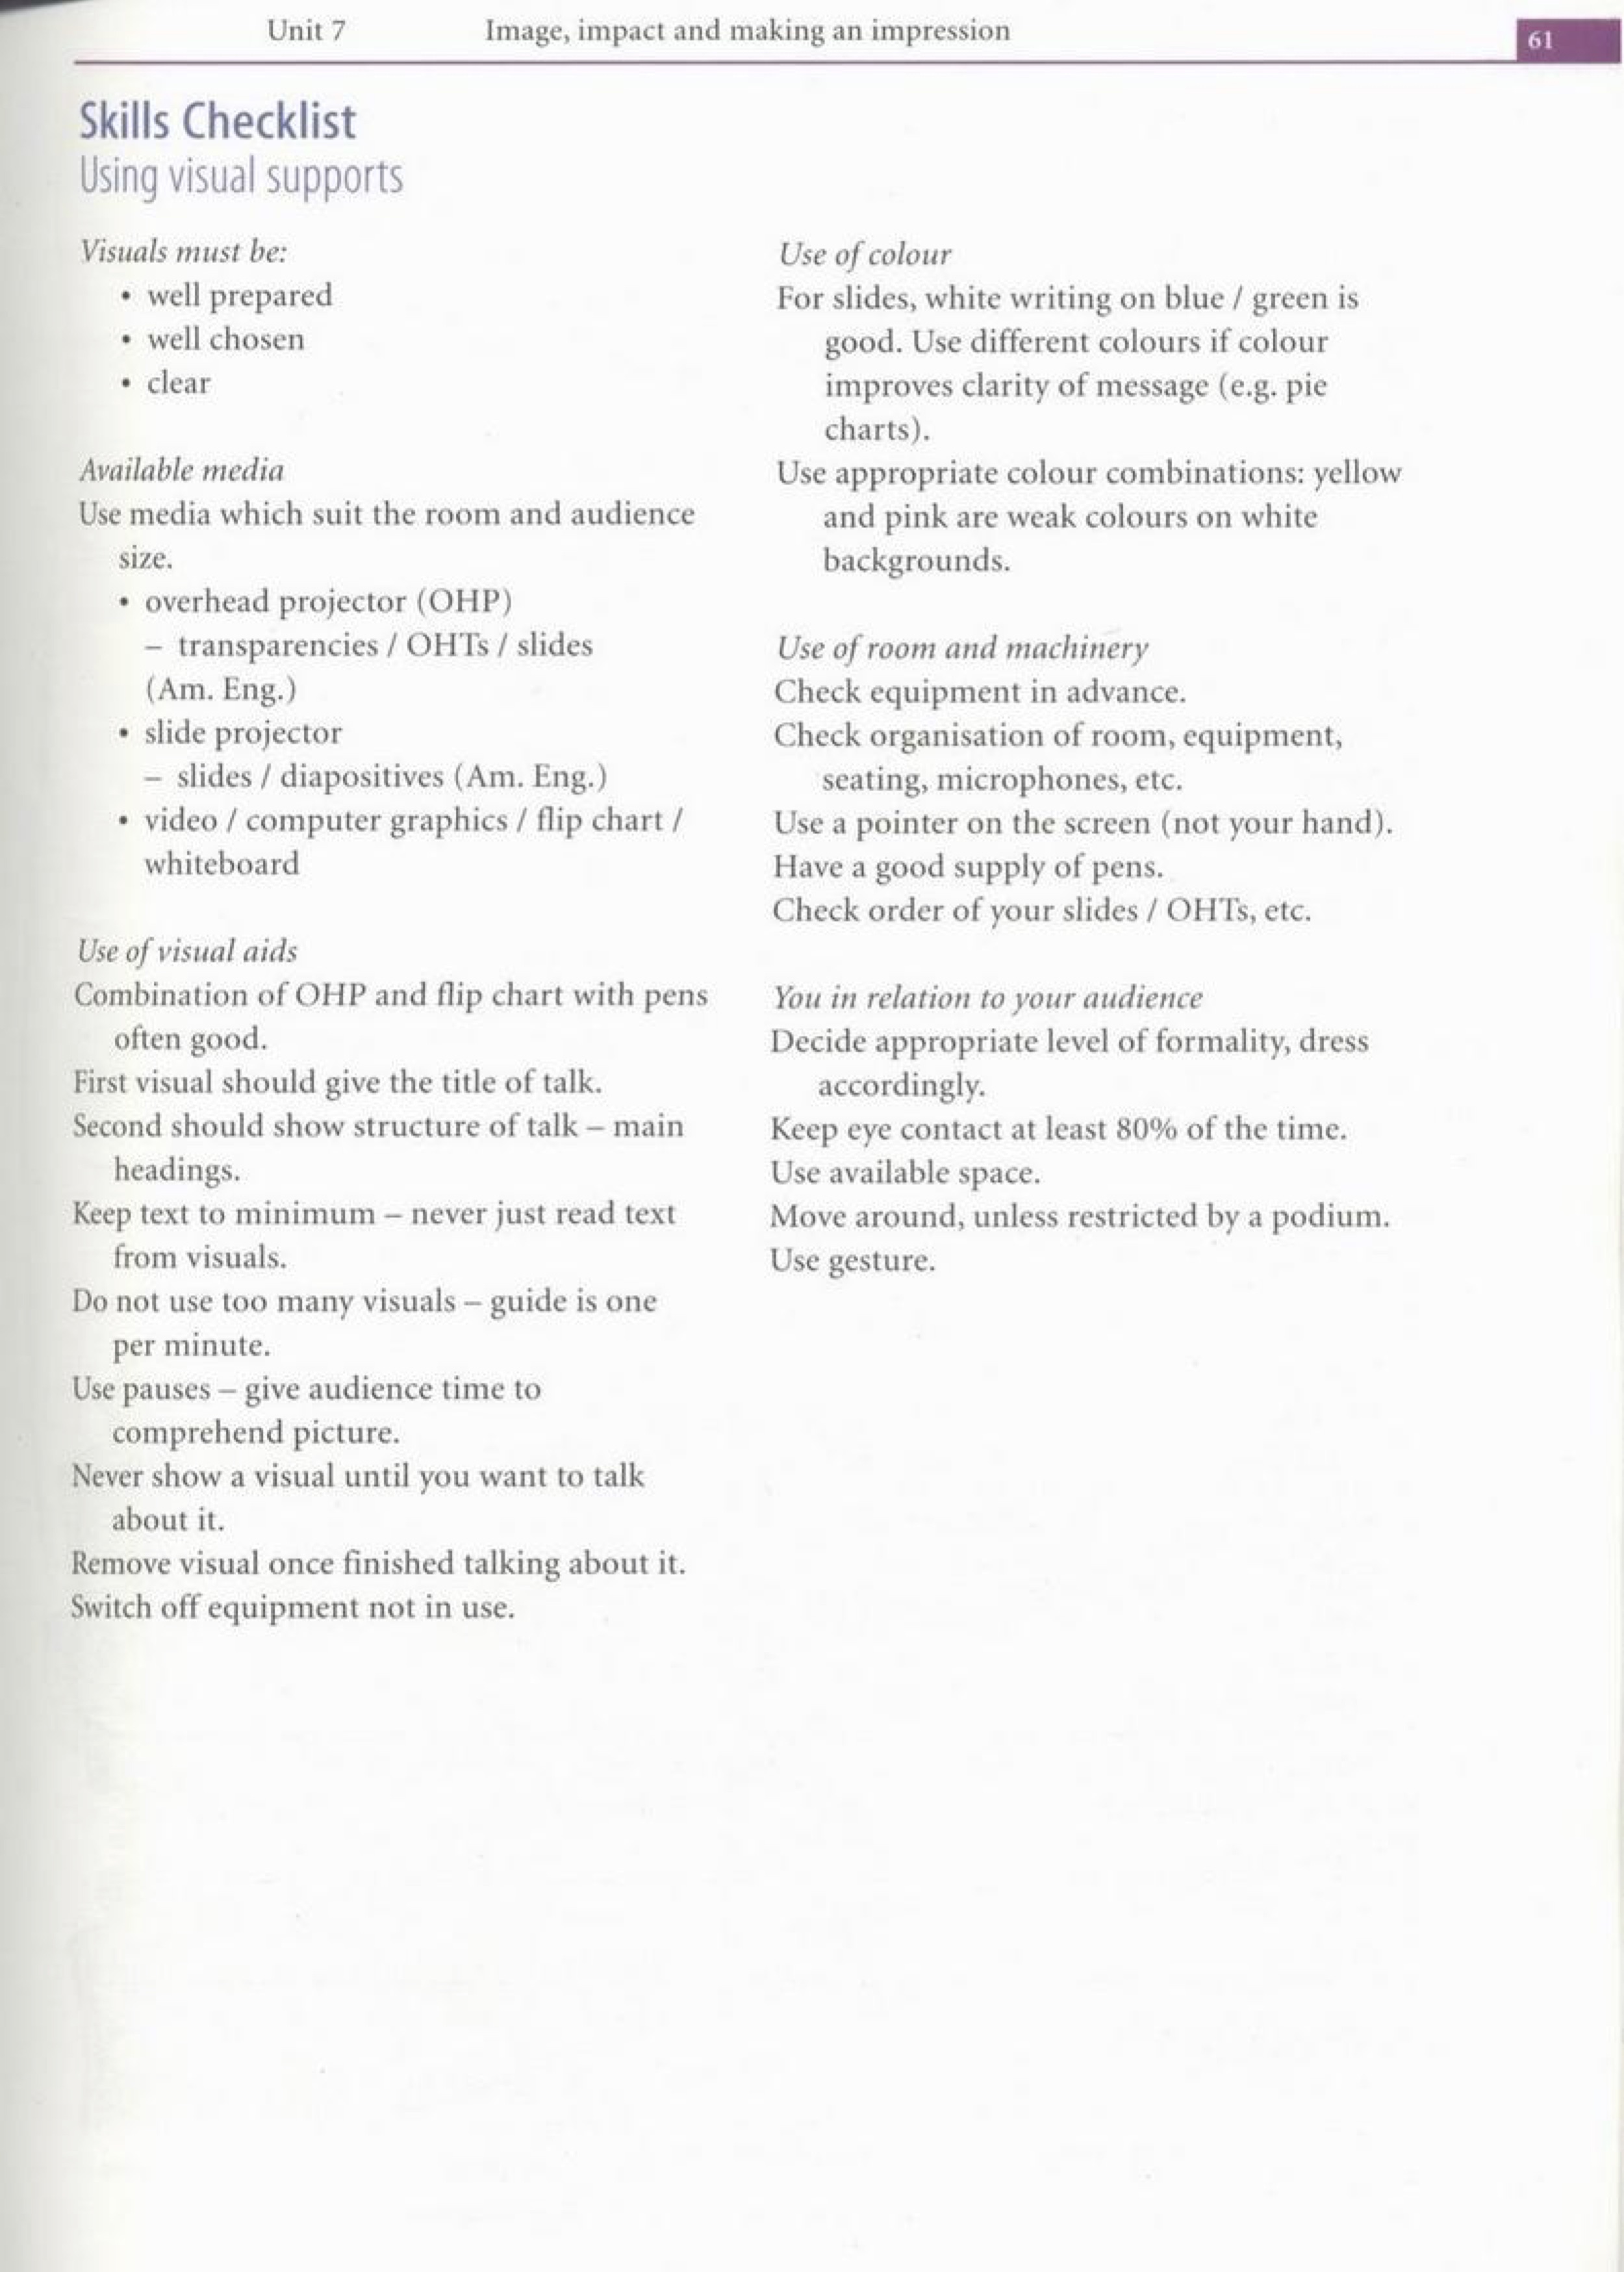 Unit 7 Image, impact and making an impression 61
Skills Checklist
Using visual supports
Visuals must be:
• well prepared
• well chosen
• clear
Available media
Use media which suit the room and audience
size.
• overhead projector (OHP)
– transparencies / OHTs / slides
(Am. Eng.)
• slide projector
– slides / diapositives (Am. Eng.)
• video / computer graphics / flip chart /
whiteboard
Use of visual aids
Combination of OHP and flip chart with pens
often good.
First visual should give the title of talk.
Second should show structure of talk – main
headings.
Keep text to minimum – never just read text
from visuals.
Do not use too many visuals – guide is one
per minute.
Use pauses – give audience time to
comprehend picture.
Never show a visual until you want to talk
about it.
Remove visual once finished talking about it.
Switch off equipment not in use.
Use of colour
For slides, white writing on blue / green is
good. Use different colours if colour
improves clarity of message (e.g. pie
charts).
Use appropriate colour combinations: yellow
and pink are weak colours on white
backgrounds.
Use of room and machinery
Check equipment in advance.
Check organisation of room, equipment,
seating, microphones, etc.
Use a pointer on the screen (not your hand).
Have a good supply of pens.
Check order of your slides / OHTs, etc.
You in relation to your audience
Decide appropriate level of formality, dress
accordingly.
Keep eye contact at least 80% of the time.
Use available space.
Move around, unless restricted by a podium.
Use gesture.